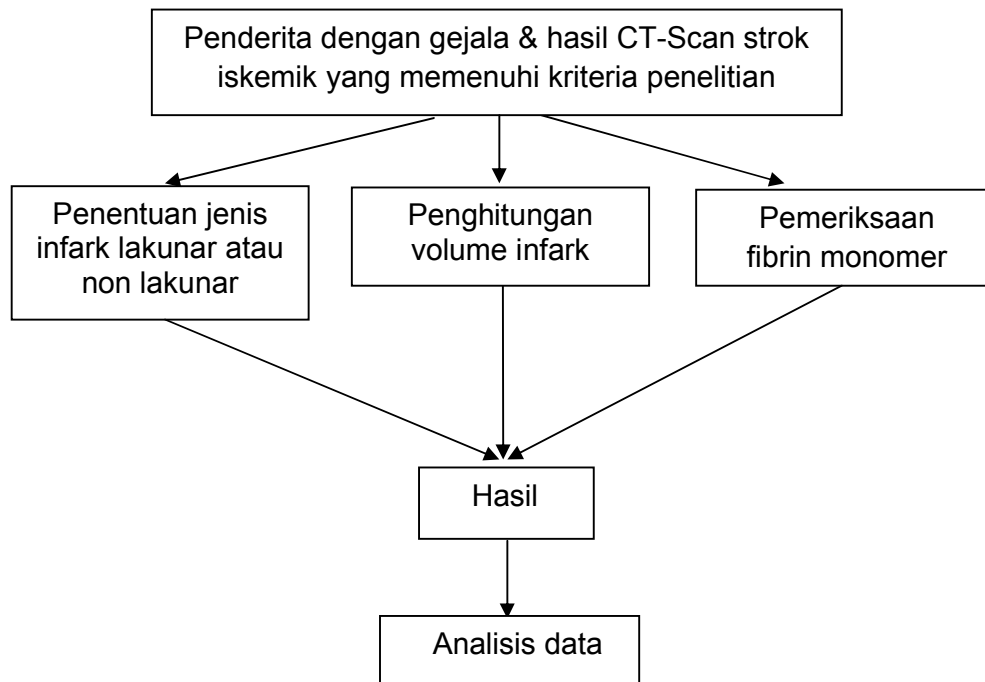 Penderita dengan gejala & hasil CT-Scan strok
iskemik yang memenuhi kriteria penelitian
Penentuan jenis
infark lakunar atau
non lakunar
Penghitungan
volume infark
Pemeriksaan
fibrin monomer
Hasil
Analisis data